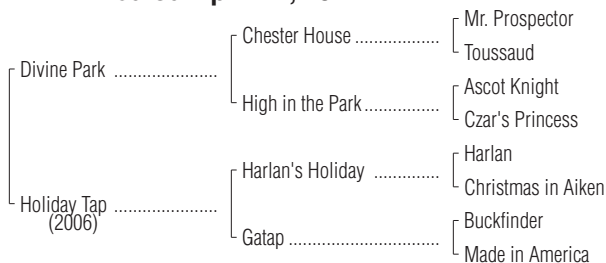 Mr. Prospector
Chester House ..................
Toussaud
Divine Park ......................
Ascot Knight
High in the Park ................
Czar's Princess
Harlan
Harlan's Holiday ..............
Christmas in Aiken
Holiday Tap ......................
(2006)
Buckfinder
Gatap ................................
Made in America